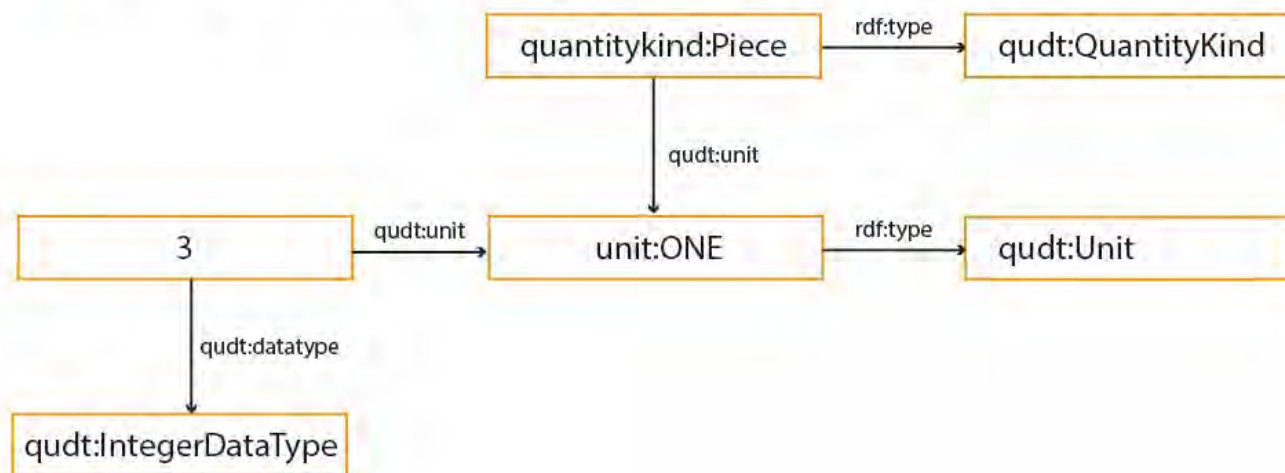 quantitykind:Piece
rdf:type
qudt:QuantityKind
qudt:unit
3
qudt:unit
unit:ONE
rdf:type
qudt:Unit
qudt:datatype
qudt:IntegerDataType